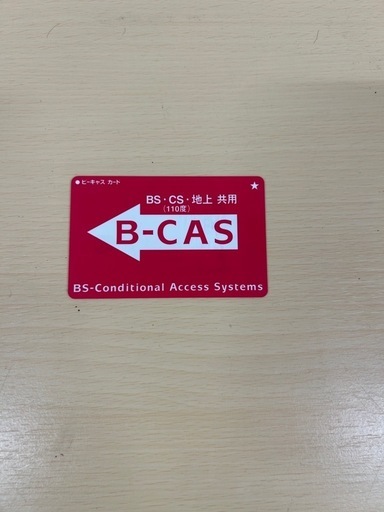 ●ビーキャス カード
★
BS・CS・地上 共用
(110度)
B-CAS
BS-Conditional Access Systems